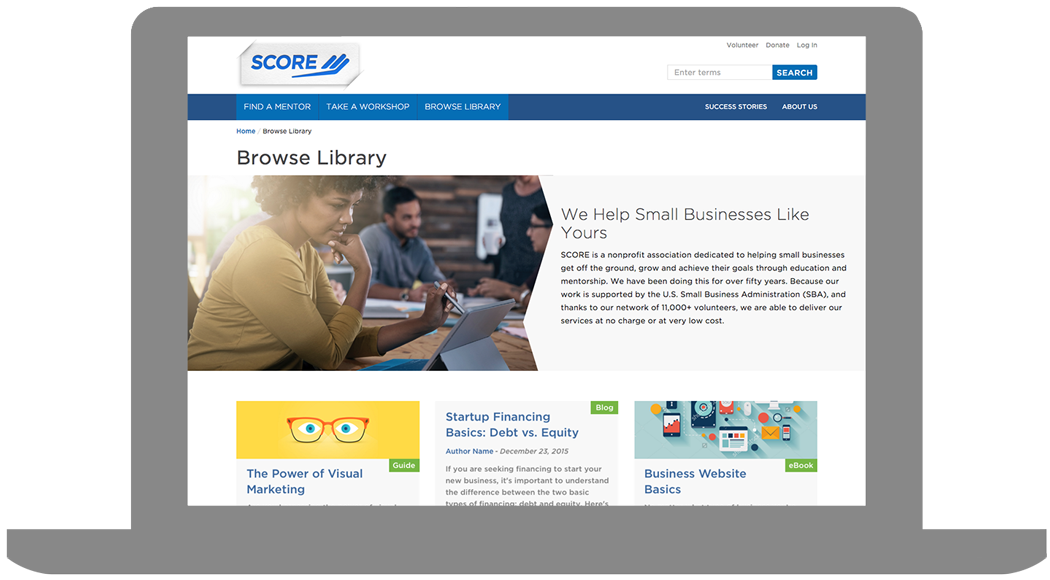 Volunteer Donate Log In
SCORE
Enter terms SEARCH
FIND A MENTOR TAKE A WORKSHOP BROWSE LIBRARY SUCCESS STORIES ABOUT US
Home / Browse Library
Browse Library
We Help Small Businesses Like
Yours
SCORE is a nonprofit association dedicated to helping small businesses
get off the ground, grow and achieve their goals through education and
mentorship. We have been doing this for over fifty years. Because our
work is supported by the U.S. Small Business Administration (SBA), and
thanks to our network of 11,000+ volunteers, we are able to deliver our
services at no charge or at very low cost.
Guide
The Power of Visual
Marketing
Blog
Startup Financing
Basics: Debt vs. Equity
Author Name - December 23, 2015
If you are seeking financing to start your
new business, it's important to understand
the difference between the two basic
types of financing: debt and equity. Here's
eBook
Business Website
Basics